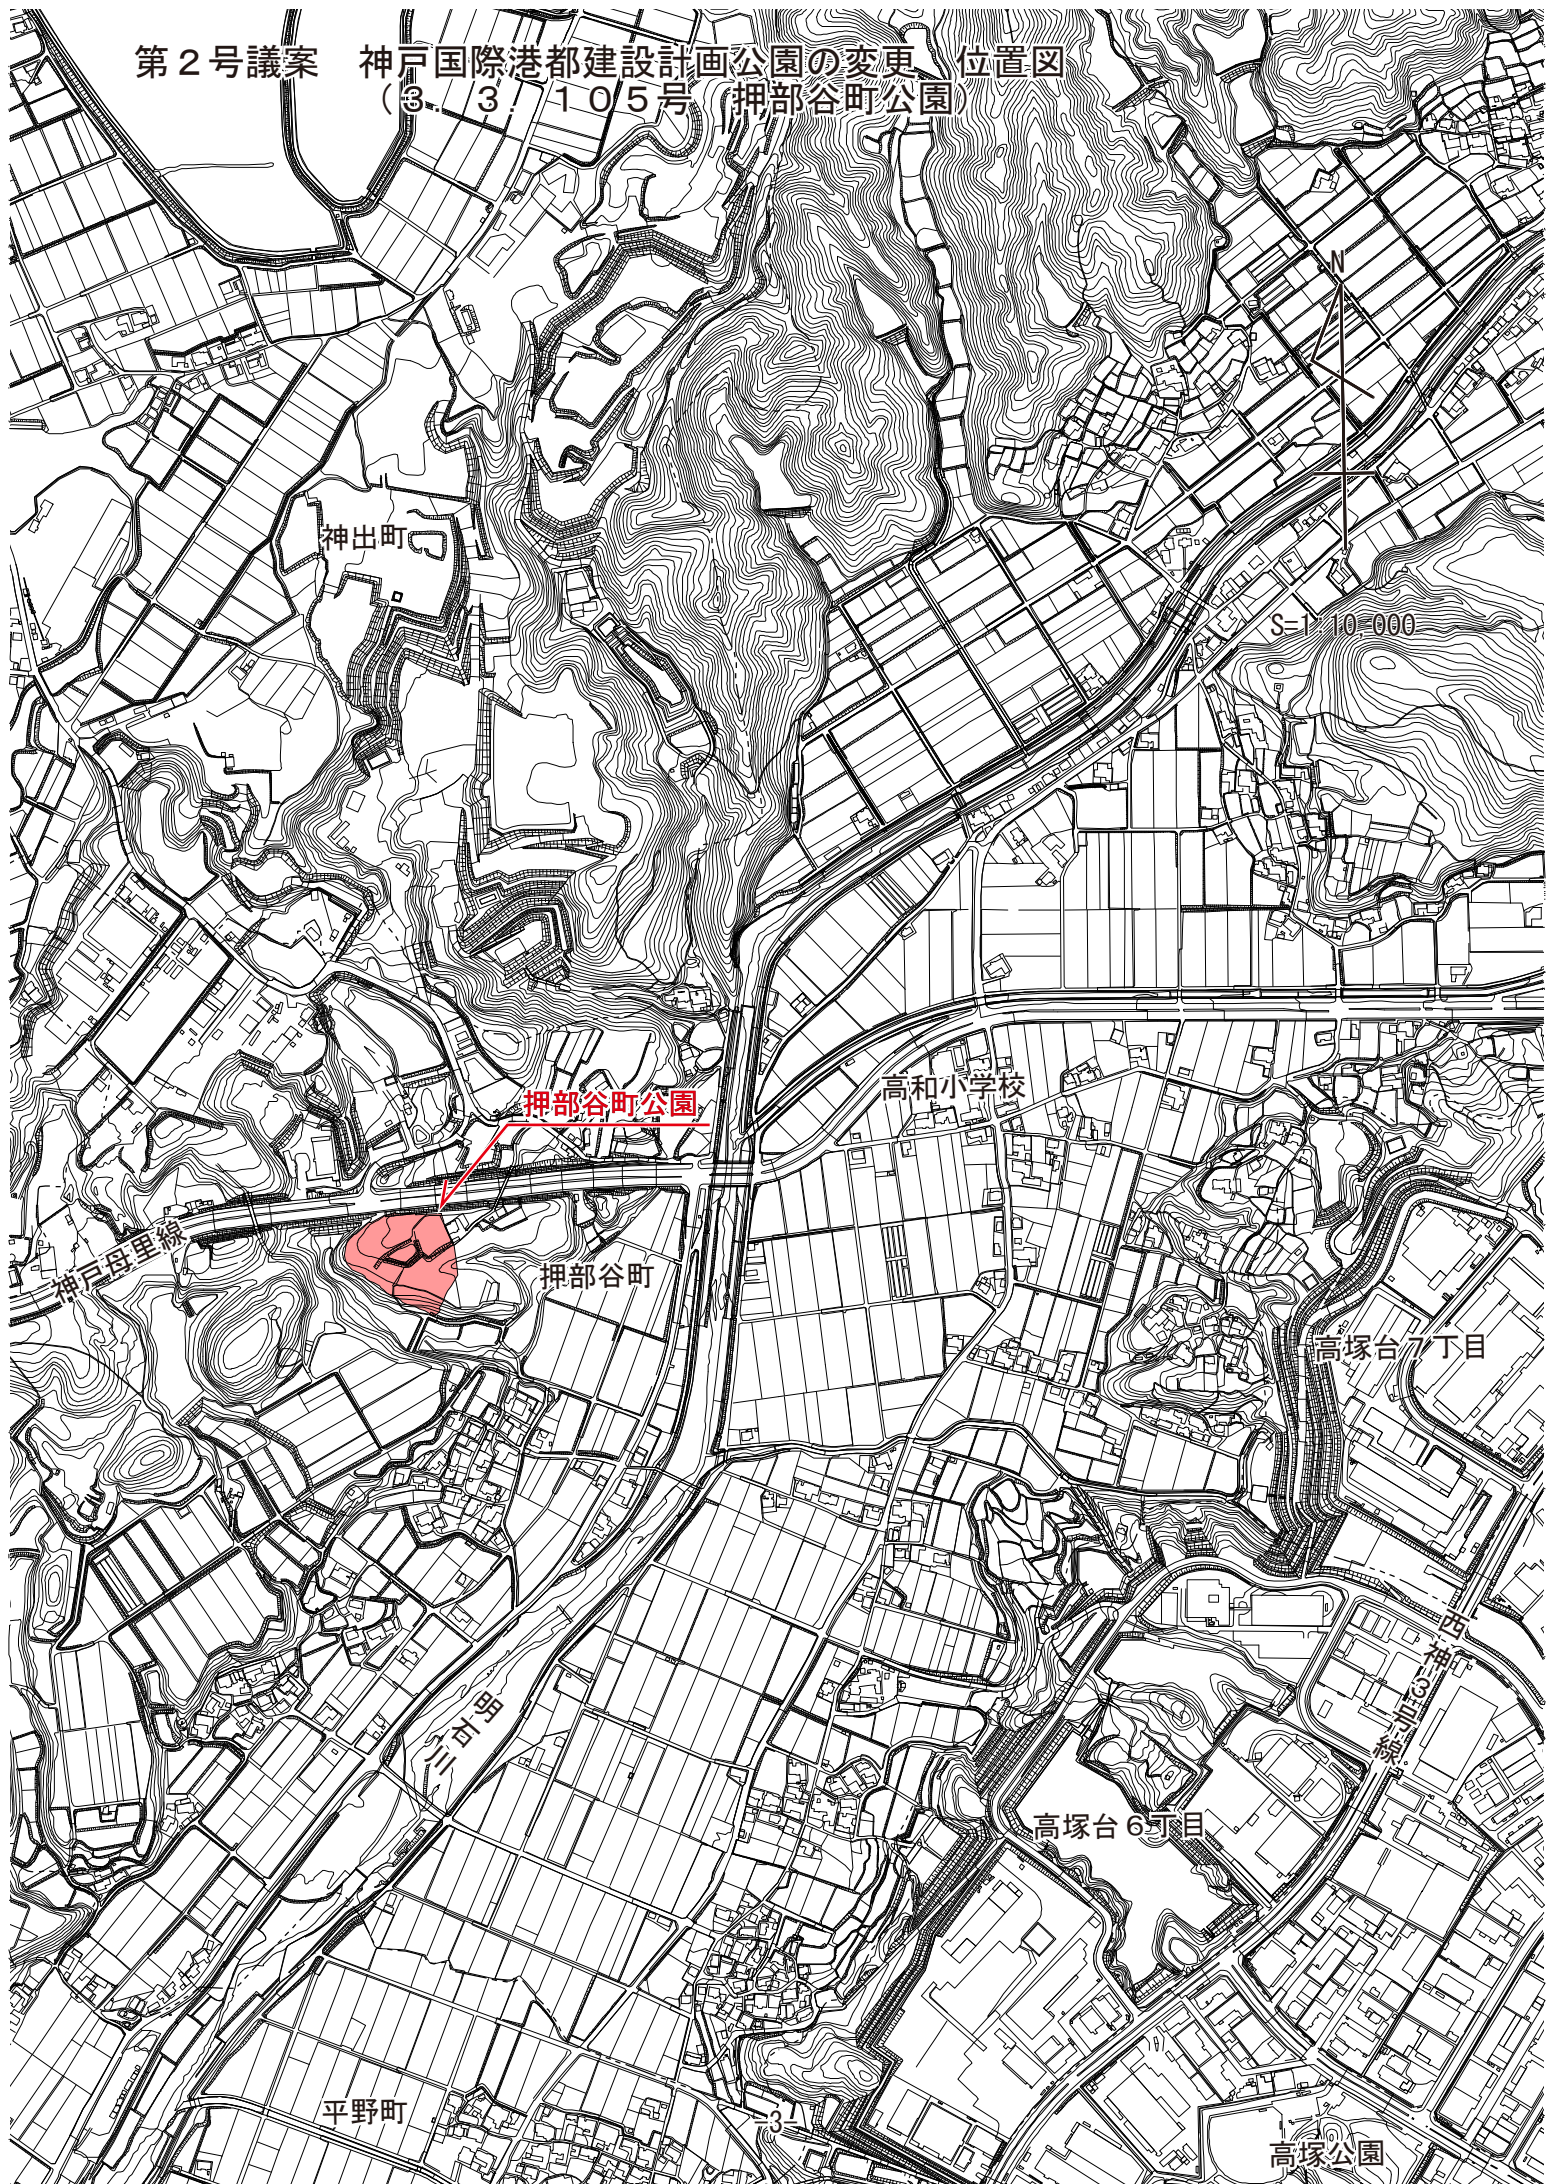 第２号議案　神戸国際港都建設計画公園の変更　位置図
（３．３．１０５号　押部谷町公園）
N
神出町
S=1:10,000
高和小学校
押部谷町公園
神戸母里線
押部谷町
高塚台７丁目
西神３号線
明石川
高塚台６丁目
平野町
-3-
高塚公園